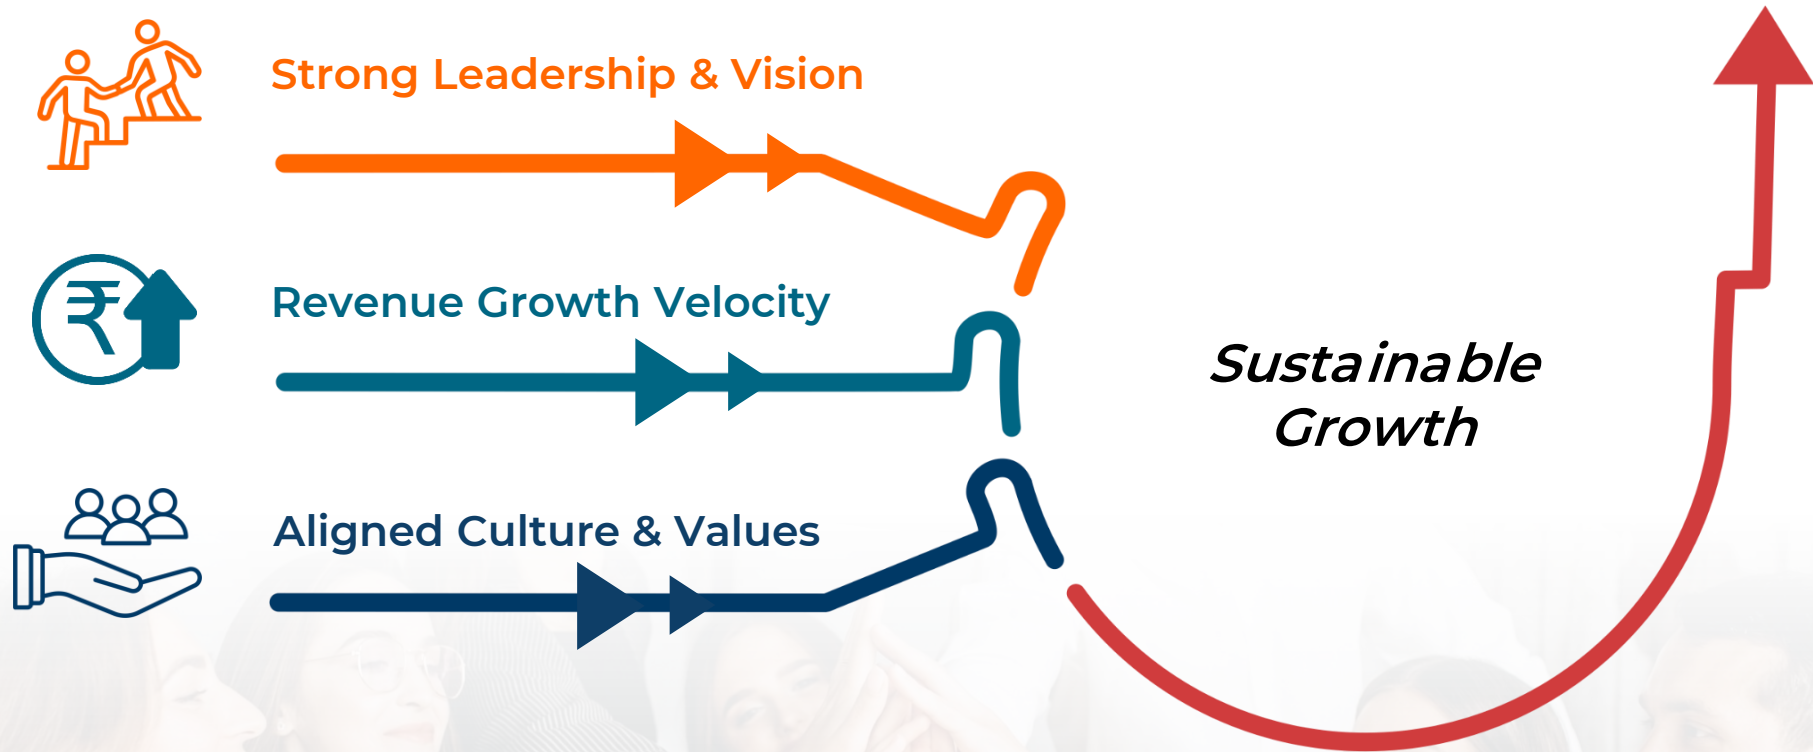 Strong Leadership & Vision
₹
Revenue Growth Velocity
Sustainable
Growth
Aligned Culture & Values